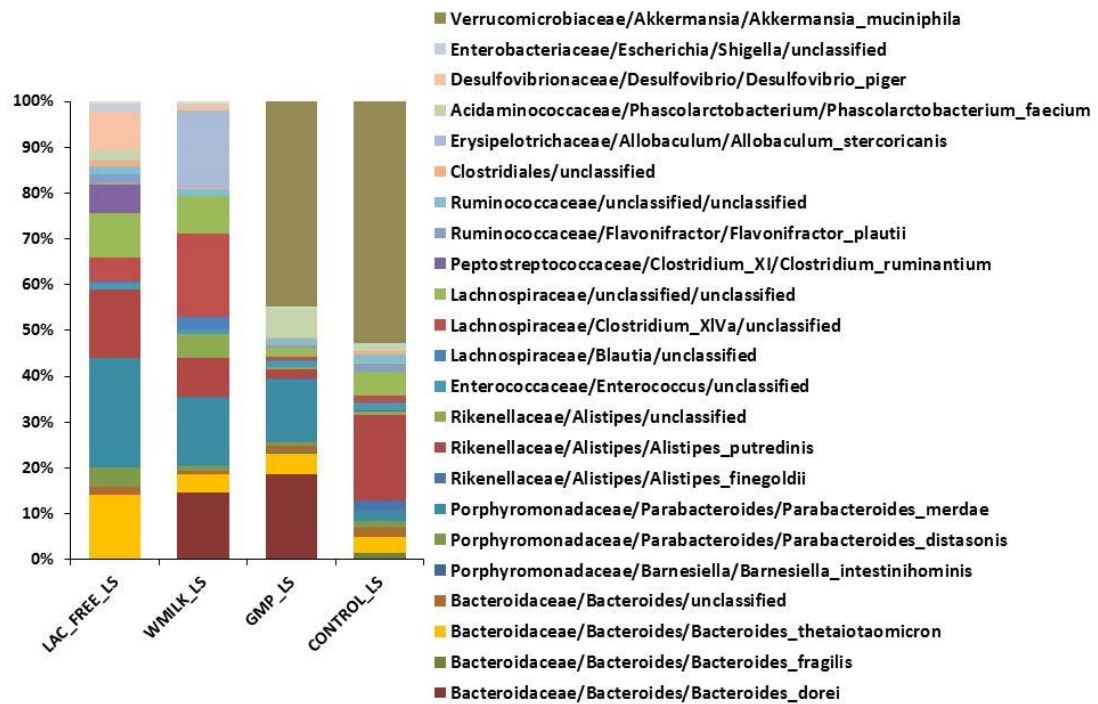 Verrucomicrobiaceae/Akkermansia/Akkermansia_muciniphila
Enterobacteriaceae/Escherichia/Shigella/unclassified
Desulfovibrionaceae/Desulfovibrio/Desulfovibrio_piger
Acidaminococcaceae/Phascolarctobacterium/Phascolarctobacterium_faecium
Erysipelotrichaceae/Allobaculum/Allobaculum_stercoricanis
Clostridiales/unclassified
Ruminococcaceae/unclassified/unclassified
Ruminococcaceae/Flavonifractor/Flavonifractor_plautii
Peptostreptococcaceae/Clostridium_XI/Clostridium_ruminantium
Lachnospiraceae/unclassified/unclassified
Lachnospiraceae/Clostridium_XlVa/unclassified
Lachnospiraceae/Blautia/unclassified
Enterococcaceae/Enterococcus/unclassified
Rikenellaceae/Alistipes/unclassified
Rikenellaceae/Alistipes/Alistipes_putredinis
Rikenellaceae/Alistipes/Alistipes_finegoldii
Porphyromonadaceae/Parabacteroides/Parabacteroides_merdae
Porphyromonadaceae/Parabacteroides/Parabacteroides_distasonis
Porphyromonadaceae/Barnesiella/Barnesiella_intestinihominis
Bacteroidaceae/Bacteroides/unclassified
Bacteroidaceae/Bacteroides/Bacteroides_thetaiotaomicron
Bacteroidaceae/Bacteroides/Bacteroides_fragilis
Bacteroidaceae/Bacteroides/Bacteroides_dorei
100%
90%
80%
70%
60%
50%
40%
30%
20%
10%
0%
LAC_FREE_LS
WMILK_LS
GMP_LS
CONTROL_LS